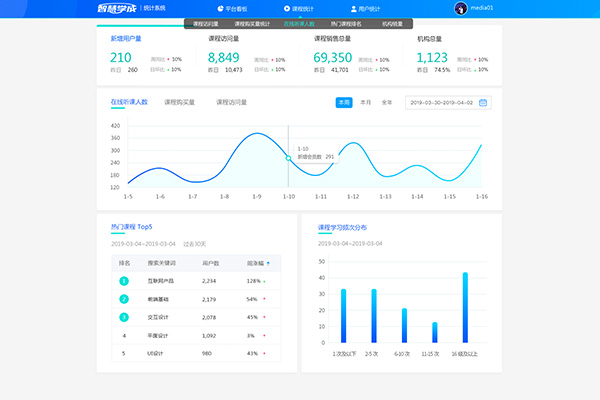 智慧学成 | 统计系统 平台看板 课程统计 用户统计 media01
课程访问量 课程购买量统计 在线听课人数 热门课程排名 机构销量
新增用户量 课程访问量 课程销售总量 机构总量
210 周同比 10% 8,849 周同比 10% 69,350 周同比 10% 1,123 周同比 10%
昨日 260 日环比 10% 昨日 10,473 日环比 10% 昨日 41,701 日环比 10% 昨日 74.5% 日环比 10%
在线听课人数 课程购买量 课程访问量 本周 本月 全年 2019-03-30-2019-04-02
420
360
300
240
180
120
1-10
新增会员数 291
1-5 1-6 1-7 1-8 1-9 1-10 1-11 1-12 1-13 1-14 1-15 1-16
热门课程 Top5
2019-03-04~2019-03-04 过去30天
排名 搜索关键词 用户数 周涨幅
1 互联网产品 2,234 128%
2 前端基础 2,179 54%
3 交互设计 2,078 45%
4 平度设计 1,092 3%
5 UI设计 980 43%
课程学习频次分布
2019-03-04~2019-03-04
50
40
30
20
10
0
1 次及以下 2-5 次 6-10 次 11-15 次 16 级及以上